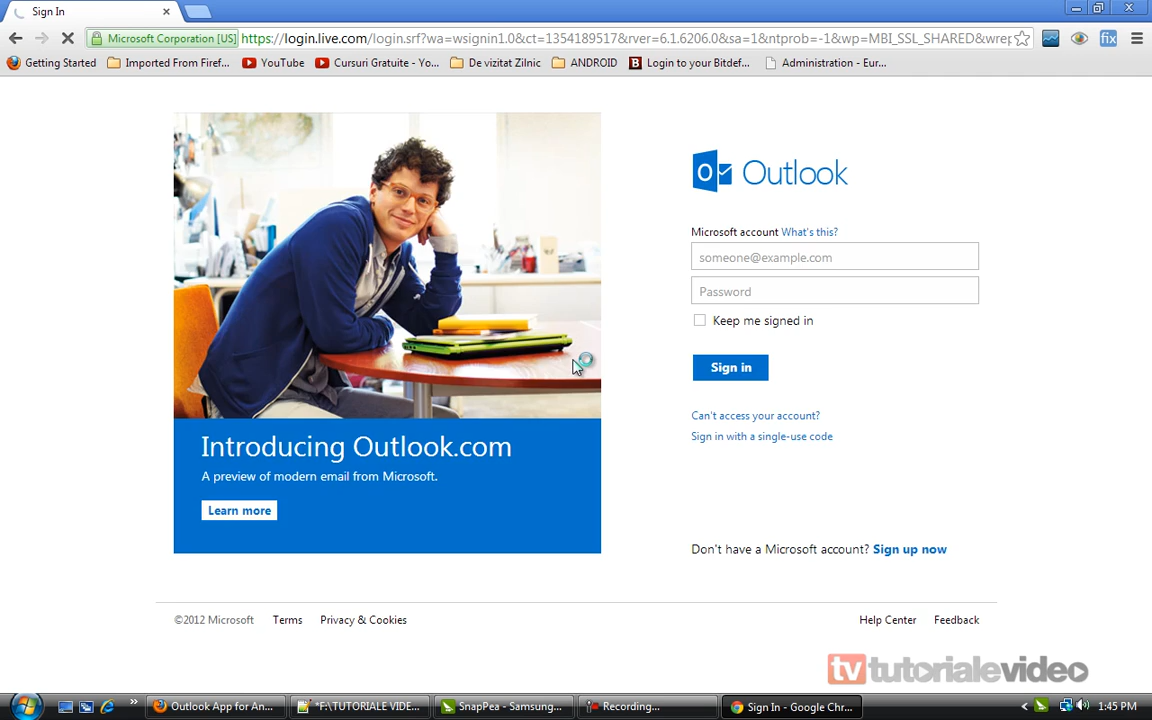 Sign In
Microsoft Corporation [US] https://login.live.com/login.srf?wa=wsignin1.0&ct=1354189517&rver=6.1.6206.0&sa=1&ntprob=-1&wp=MBI_SSL_SHARED&wrep
Getting Started Imported From Firef... YouTube Cursuri Gratuite - Yo... De vizitat Zilnic ANDROID Login to your Bitdef... Administration - Eur...
fix
Outlook
Microsoft account What's this?
someone@example.com
Password
Keep me signed in
Sign in
Can't access your account?
Sign in with a single-use code
Introducing Outlook.com
A preview of modern email from Microsoft.
Learn more
Don't have a Microsoft account? Sign up now
©2012 Microsoft Terms Privacy & Cookies Help Center Feedback
tv tutorialevideo
Outlook App for An... *F:\TUTORIALE VIDE... SnapPea - Samsung... Recording... Sign In - Google Chr... 1:45 PM